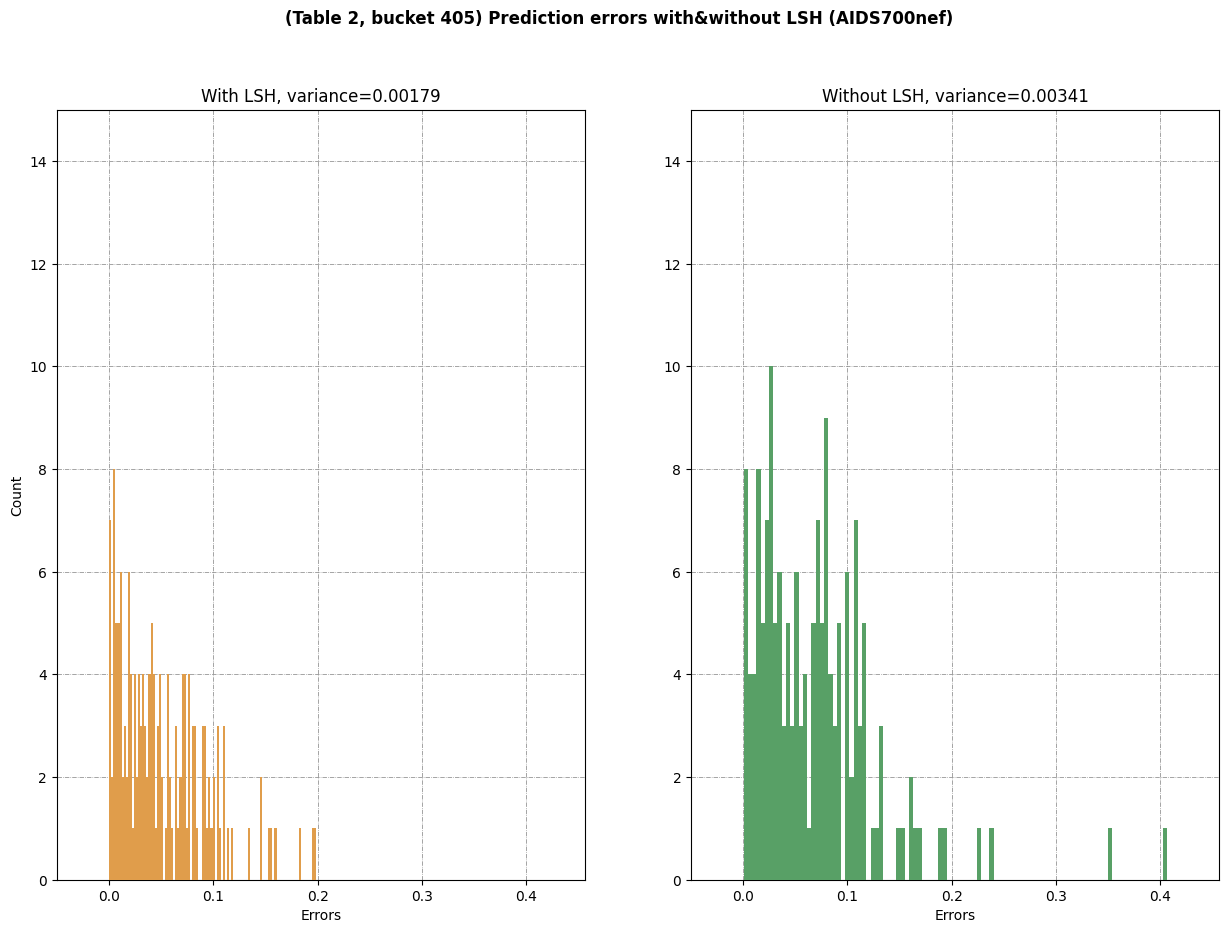 (Table 2, bucket 405) Prediction errors with&without LSH (AIDS700nef)
With LSH, variance=0.00179
14
12
10
8
6
4
2
0
Count
0.0 0.1 0.2 0.3 0.4
Errors
Without LSH, variance=0.00341
14
12
10
8
6
4
2
0
0.0 0.1 0.2 0.3 0.4
Errors